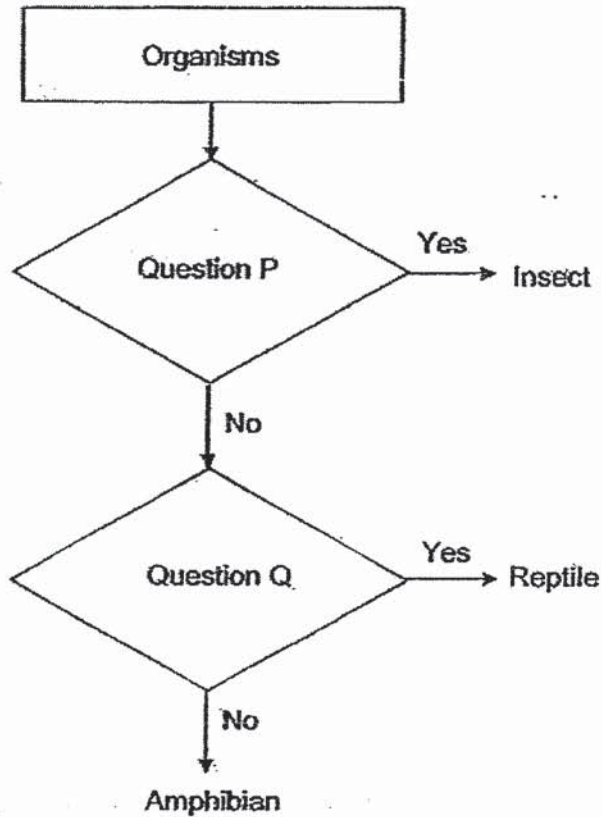 Organisms
Question P
Yes
Insect
No
Question Q
Yes
Reptile
No
Amphibian